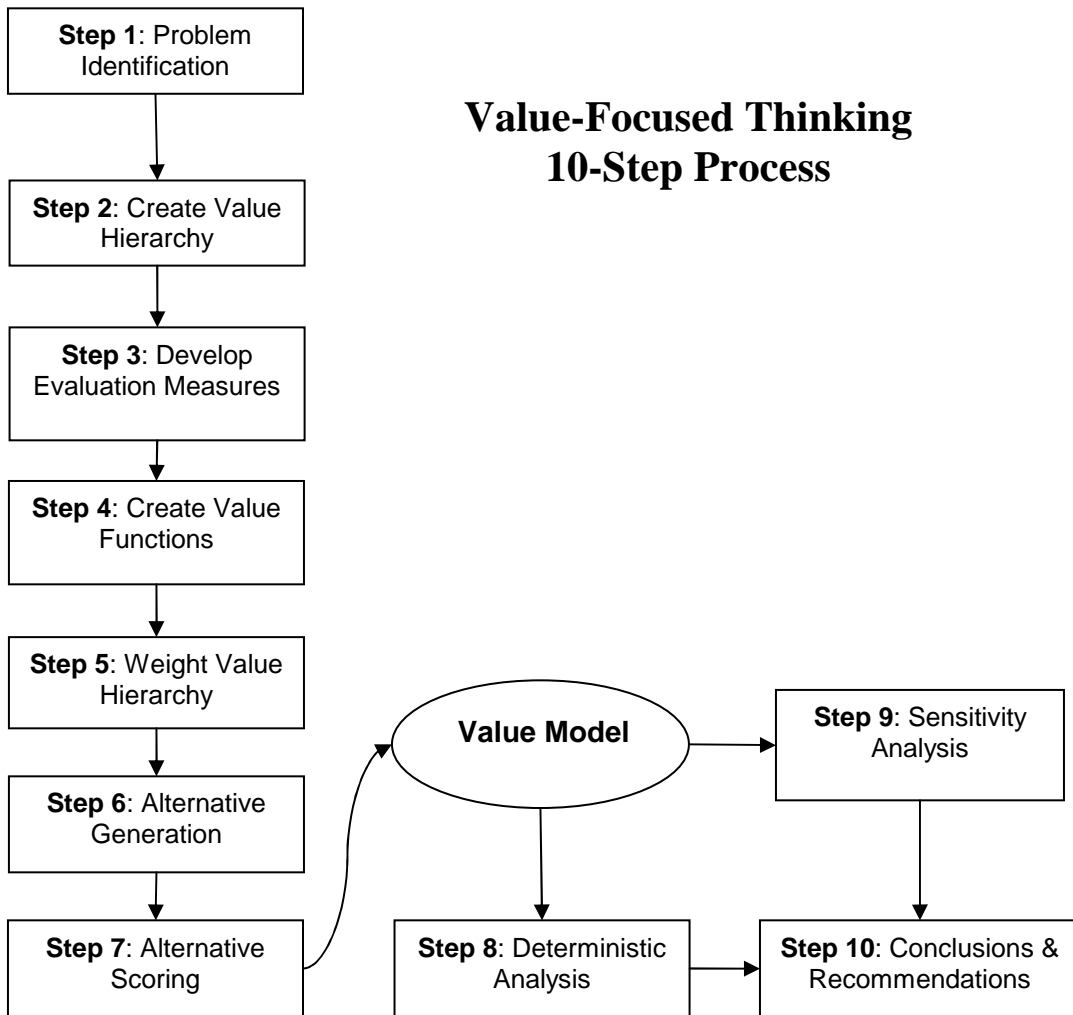 Value-Focused Thinking
10-Step Process
Step 1: Problem
Identification
Step 2: Create Value
Hierarchy
Step 3: Develop
Evaluation Measures
Step 4: Create Value
Functions
Step 5: Weight Value
Hierarchy
Step 6: Alternative
Generation
Step 7: Alternative
Scoring
Value Model
Step 8: Deterministic
Analysis
Step 9: Sensitivity
Analysis
Step 10: Conclusions &
Recommendations